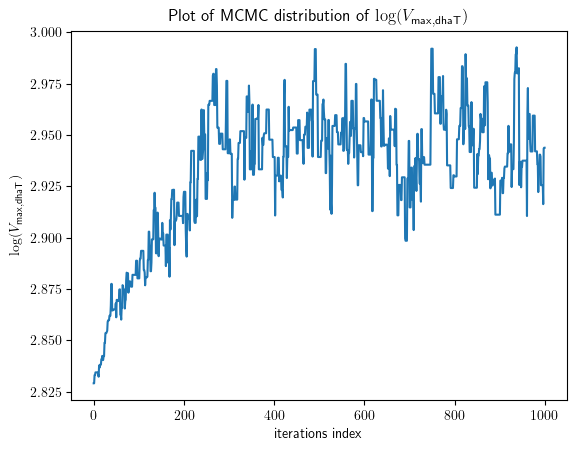 Plot of MCMC distribution of log(V_max,dhaT)
3.000
2.975
2.950
2.925
2.900
2.875
2.850
2.825
log(V_max,dhaT)
0 200 400 600 800 1000
iterations index